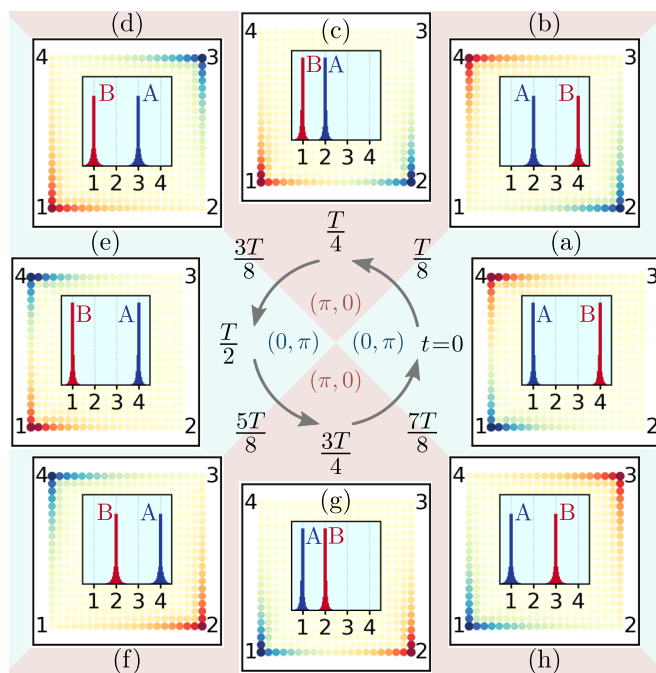 (d)
(c)
(b)
4 3
B A
1 2 3 4
1 2
4 3
B A
1 2 3 4
1 2
4 3
A B
1 2 3 4
1 2
T/4
3T/8
T/8
(e)
(a)
4 3
B A
1 2 3 4
1 2
T/2
(π, 0)
(0, π) (0, π)
(π, 0)
t=0
4 3
A B
1 2 3 4
1 2
5T/8
3T/4
7T/8
4 3
B A
1 2 3 4
1 2
(g)
4 3
A B
1 2 3 4
1 2
4 3
A B
1 2 3 4
1 2
(f)
(h)